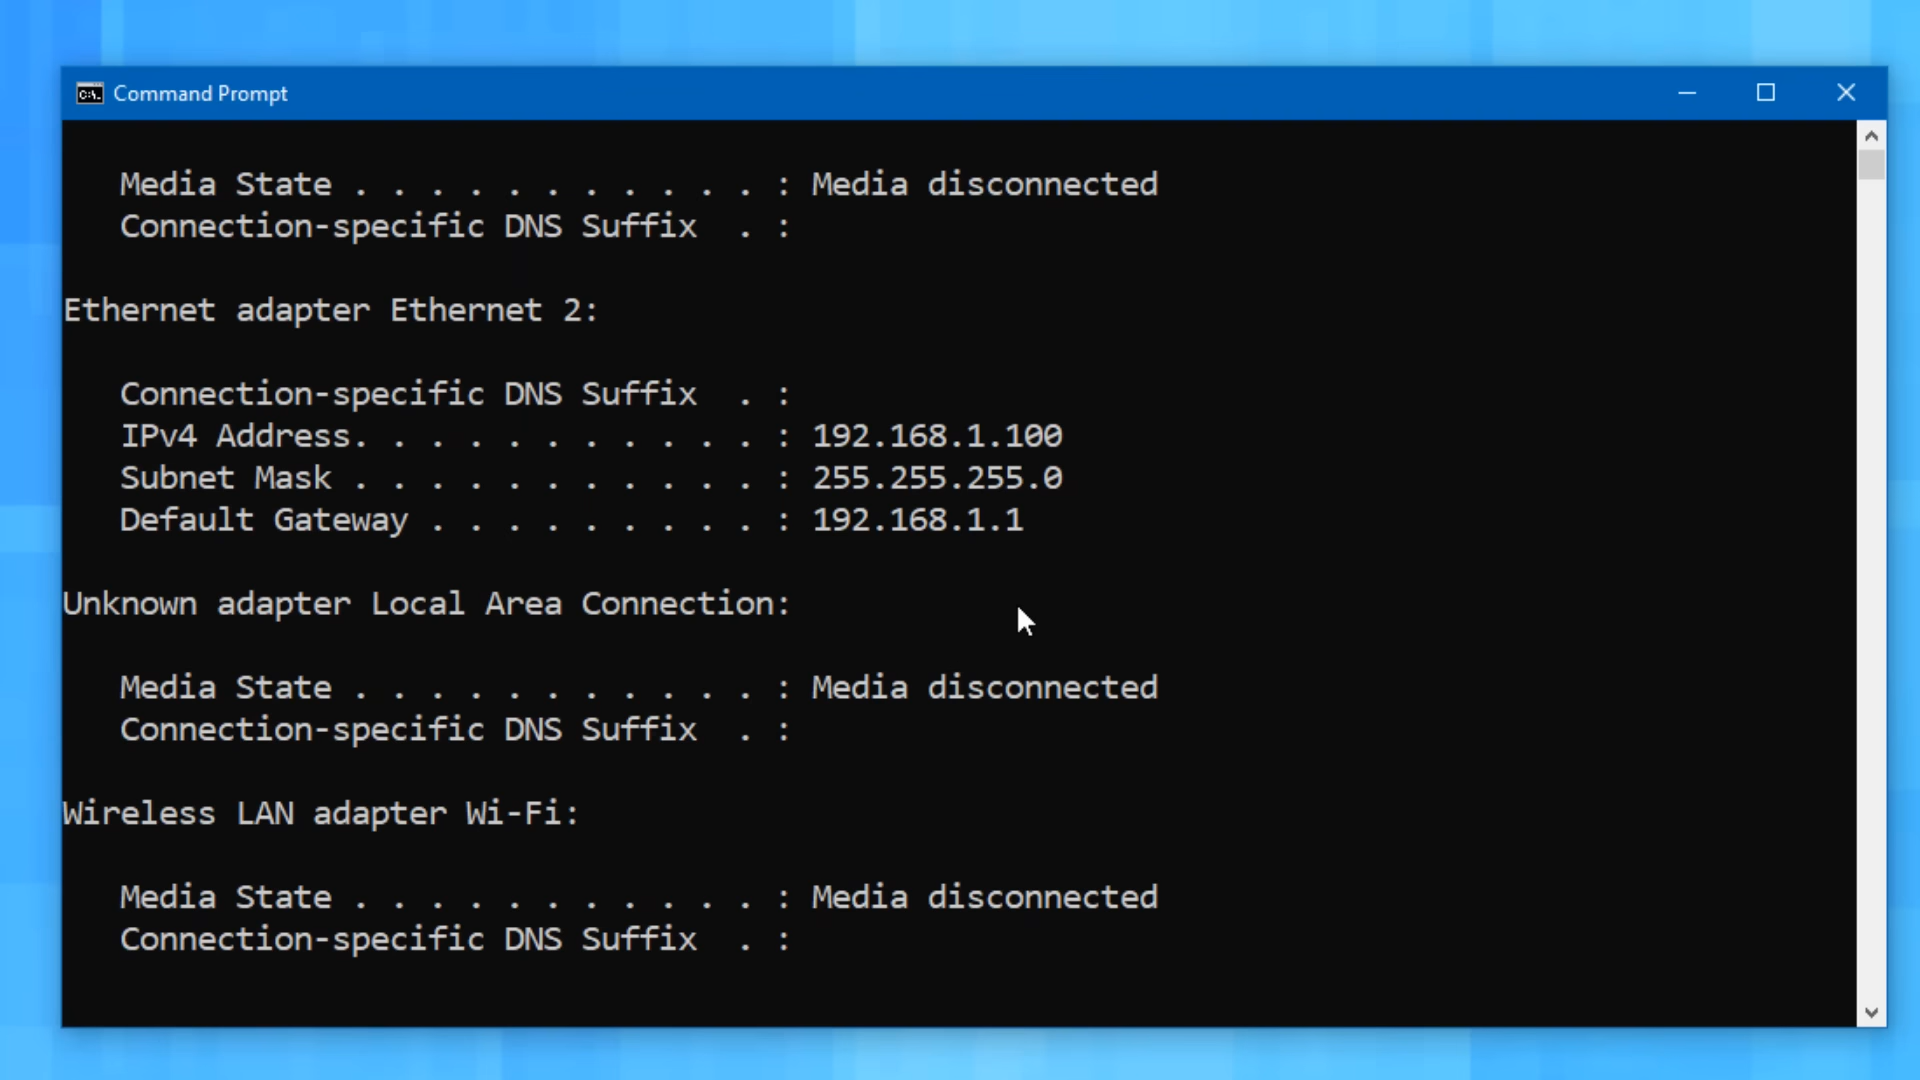 Command Prompt
Media State . . . . . . . . . . . : Media disconnected
Connection-specific DNS Suffix  . :
Ethernet adapter Ethernet 2:
Connection-specific DNS Suffix  . :
IPv4 Address. . . . . . . . . . . : 192.168.1.100
Subnet Mask . . . . . . . . . . . : 255.255.255.0
Default Gateway . . . . . . . . . : 192.168.1.1
Unknown adapter Local Area Connection:
Media State . . . . . . . . . . . : Media disconnected
Connection-specific DNS Suffix  . :
Wireless LAN adapter Wi-Fi:
Media State . . . . . . . . . . . : Media disconnected
Connection-specific DNS Suffix  . :